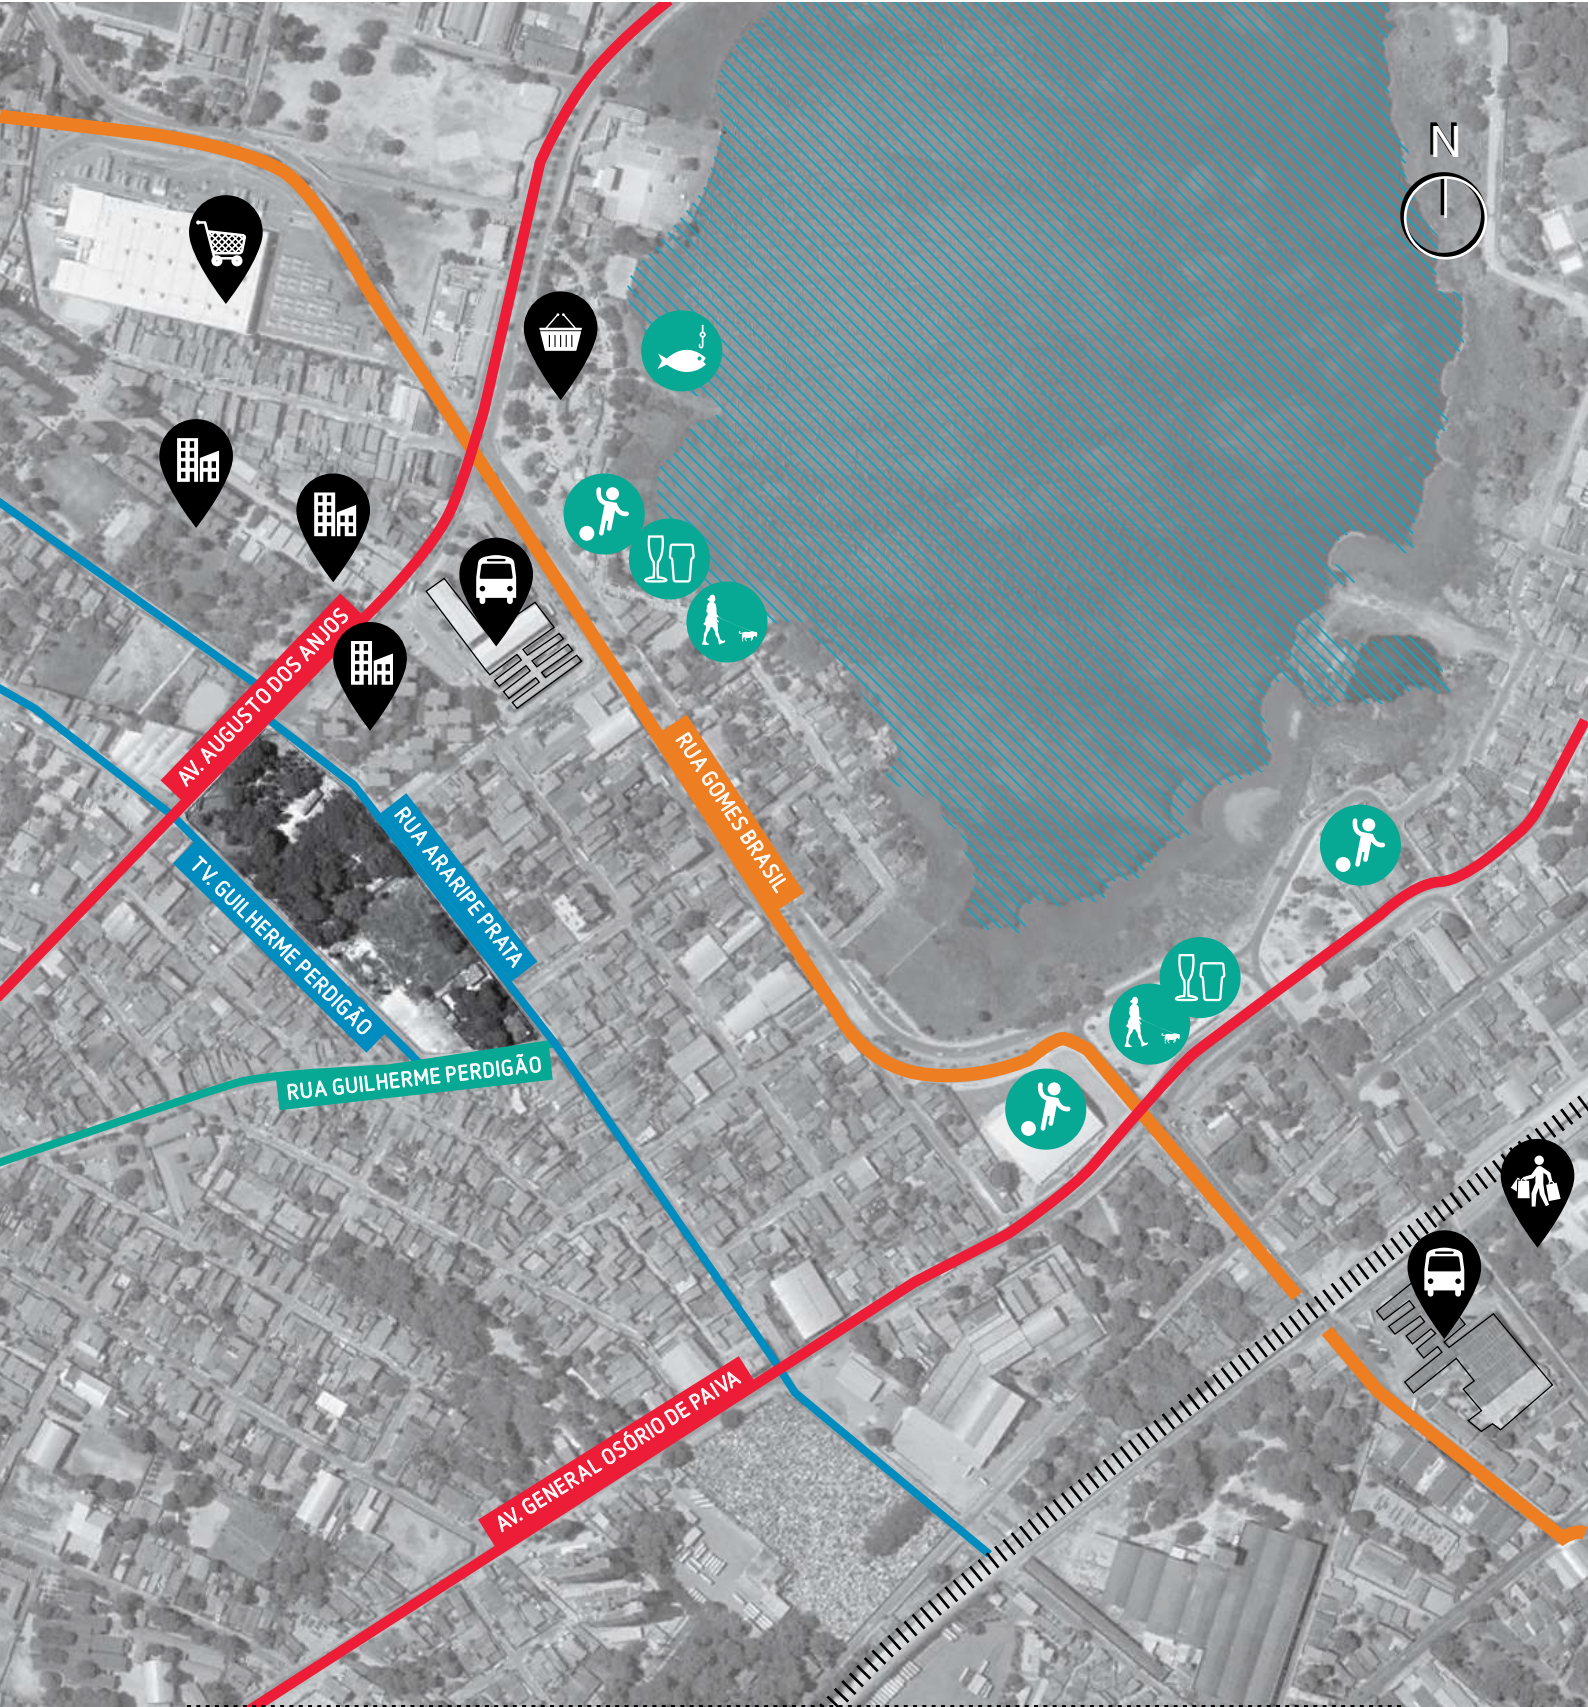 N
AV. AUGUSTO DOS ANJOS
RUA GOMES BRASIL
RUA ARARIPE PRATA
TV. GUILHERME PERDIGÃO
RUA GUILHERME PERDIGÃO
AV. GENERAL OSÓRIO DE PAIVA